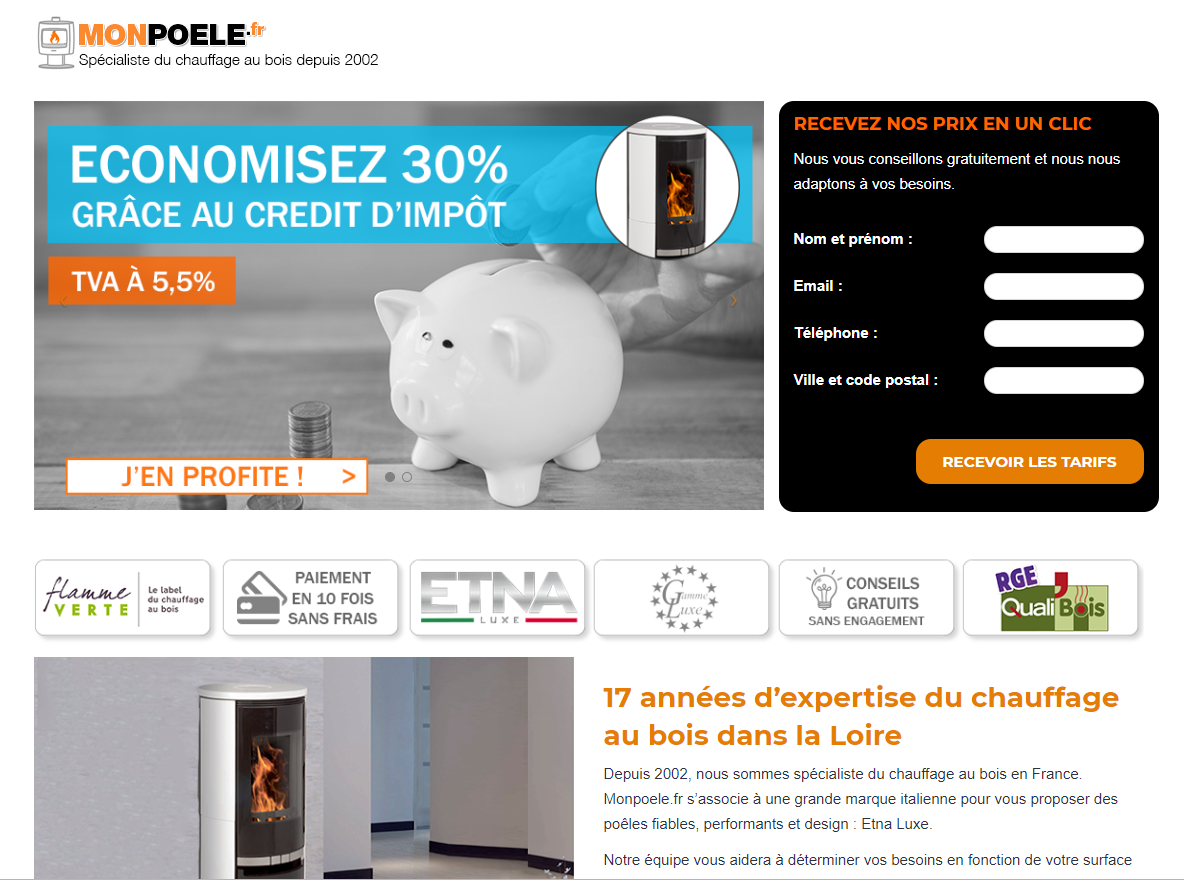 MONPOELE.fr
Spécialiste du chauffage au bois depuis 2002
ECONOMISEZ 30%
GRÂCE AU CREDIT D'IMPÔT
TVA À 5,5%
J'EN PROFITE ! >
RECEVEZ NOS PRIX EN UN CLIC
Nous vous conseillons gratuitement et nous nous
adaptons à vos besoins.
Nom et prénom :
Email :
Téléphone :
Ville et code postal :
RECEVOIR LES TARIFS
flamme
VERTE
Le label
du chauffage
au bois
PAIEMENT
EN 10 FOIS
SANS FRAIS
ETNA
LUXE
Gamme
Luxe
CONSEILS
GRATUITS
SANS ENGAGEMENT
RGE
QualiBois
17 années d’expertise du chauffage
au bois dans la Loire
Depuis 2002, nous sommes spécialiste du chauffage au bois en France.
Monpoele.fr s’associe à une grande marque italienne pour vous proposer des
poêles fiables, performants et design : Etna Luxe.
Notre équipe vous aidera à déterminer vos besoins en fonction de votre surface